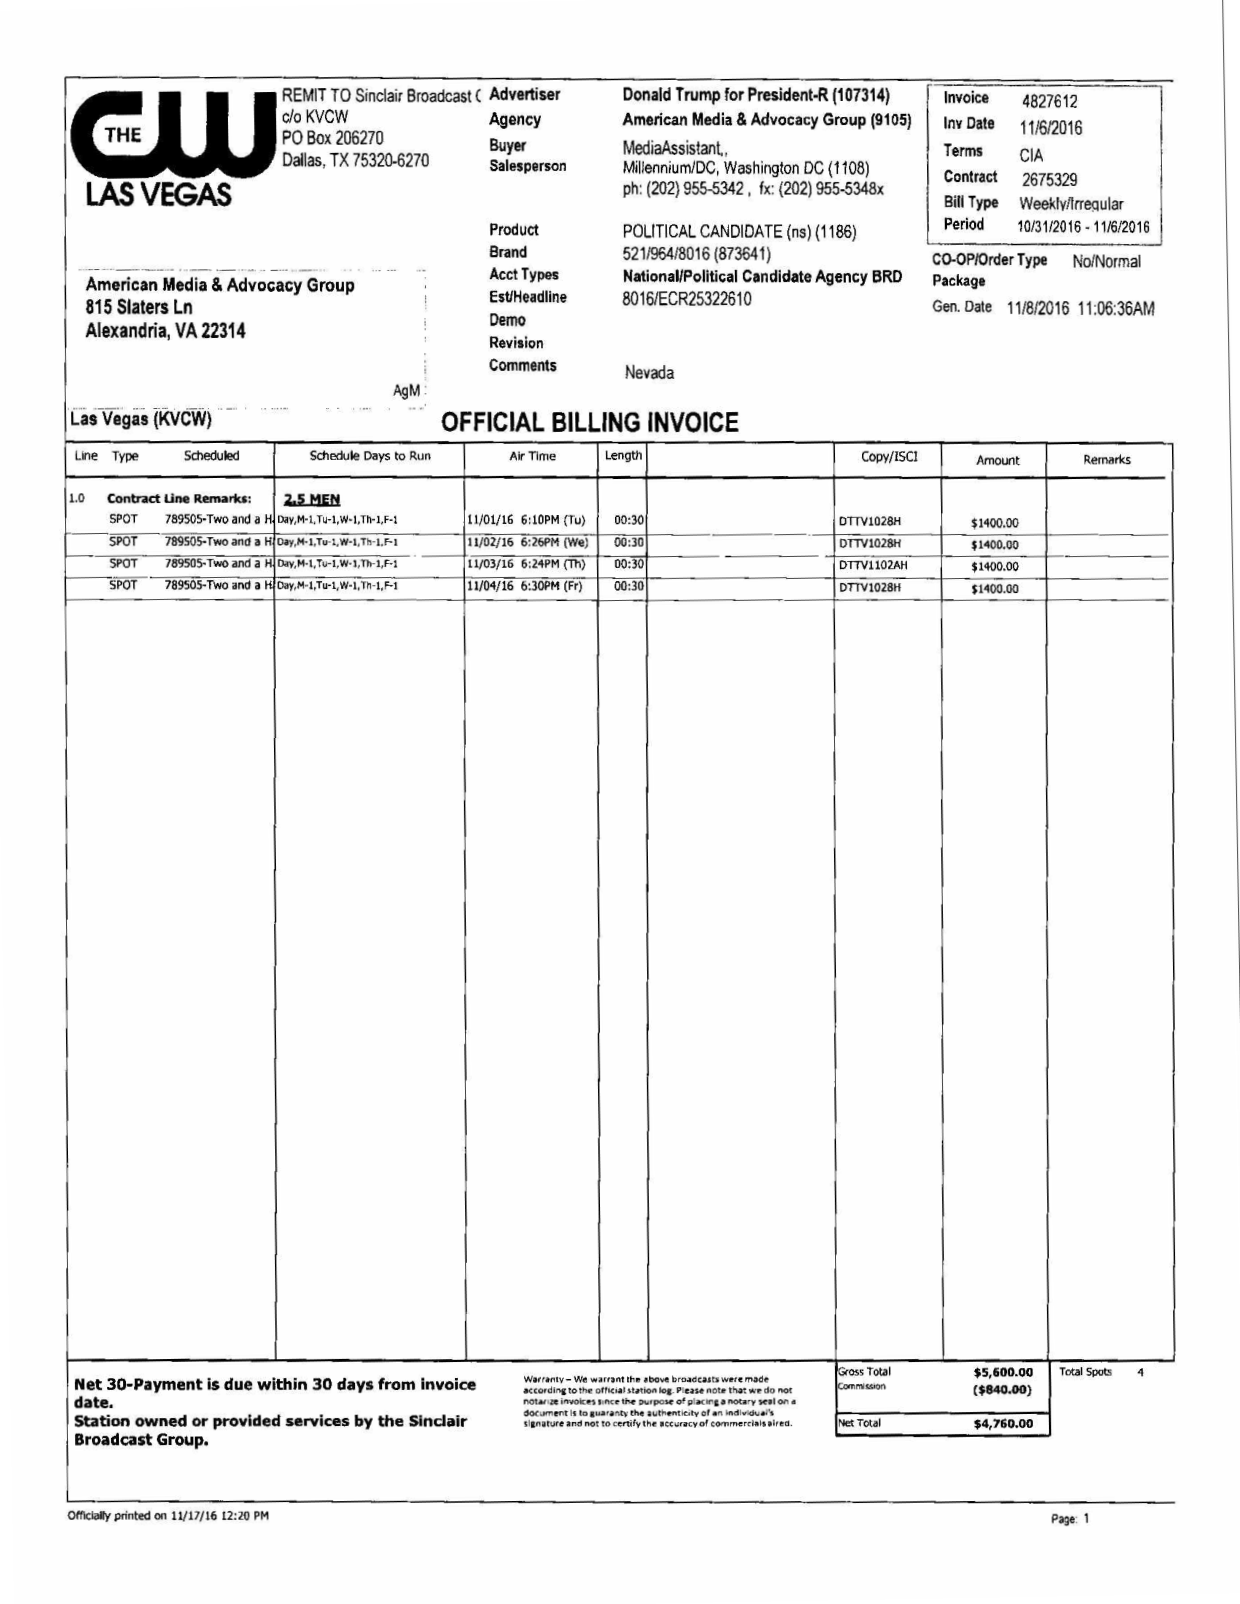 THE CW
LAS VEGAS
REMIT TO Sinclair Broadcast
c/o KVCW
PO Box 206270
Dallas, TX 75320-6270
Advertiser Donald Trump for President-R (107314)
Agency American Media & Advocacy Group (9105)
Buyer MediaAssistant,,
Salesperson Millennium/DC, Washington DC (1108)
ph: (202) 955-5342 , fx: (202) 955-5348x
Product POLITICAL CANDIDATE (ns) (1186)
Brand 521/964/8016 (873641)
Acct Types National/Political Candidate Agency BRD
Est/Headline 8016/ECR25322610
Demo
Revision
Comments Nevada
Invoice 4827612
Inv Date 11/6/2016
Terms CIA
Contract 2675329
Bill Type Weekly/Irregular
Period 10/31/2016 - 11/6/2016
CO-OP/Order Type No/Normal
Package
Gen. Date 11/8/2016 11:06:36AM
American Media & Advocacy Group
815 Slaters Ln
Alexandria, VA 22314
AgM
Las Vegas (KVCW)
OFFICIAL BILLING INVOICE
Line Type Scheduled Schedule Days to Run Air Time Length Copy/ISCI Amount Remarks
1.0 Contract Line Remarks: 2.5 MEN
SPOT 789505-Two and a H Day,M-1,Tu-1,W-1,Th-1,F-1 11/01/16 6:10PM (Tu) 00:30 DTTV1028H $1400.00
SPOT 789505-Two and a H Day,M-1,Tu-1,W-1,Th-1,F-1 11/02/16 6:26PM (We) 00:30 DTTV1028H $1400.00
SPOT 789505-Two and a H Day,M-1,Tu-1,W-1,Th-1,F-1 11/03/16 6:24PM (Th) 00:30 DTTV1102AH $1400.00
SPOT 789505-Two and a H Day,M-1,Tu-1,W-1,Th-1,F-1 11/04/16 6:30PM (Fr) 00:30 DTTV1028H $1400.00
Net 30-Payment is due within 30 days from invoice
date.
Station owned or provided services by the Sinclair
Broadcast Group.
Warranty – We warrant the above broadcasts were made
according to the official station log. Please note that we do not
notarize invoices since the purpose of placing a notary seal on a
document is to guaranty the authenticity of an individual's
signature and not to certify the accuracy of commercials aired.
Gross Total $5,600.00
Commission ($840.00)
Net Total $4,760.00
Total Spots 4
Officially printed on 11/17/16 12:20 PM
Page: 1